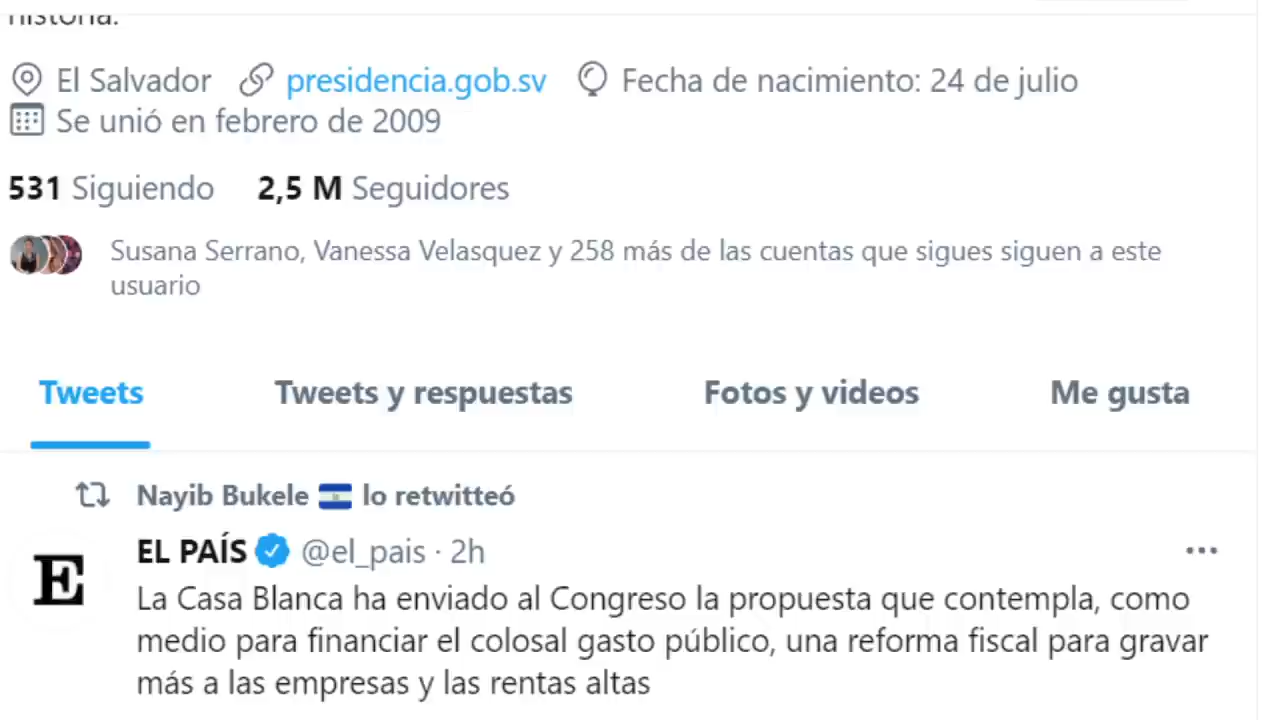 historia.
El Salvador presidencia.gob.sv Fecha de nacimiento: 24 de julio
Se unió en febrero de 2009
531 Siguiendo 2,5 M Seguidores
Susana Serrano, Vanessa Velasquez y 258 más de las cuentas que sigues siguen a este
usuario
Tweets Tweets y respuestas Fotos y videos Me gusta
Nayib Bukele lo retwitteó
EL PAÍS @el_pais · 2h
E
La Casa Blanca ha enviado al Congreso la propuesta que contempla, como
medio para financiar el colosal gasto público, una reforma fiscal para gravar
más a las empresas y las rentas altas